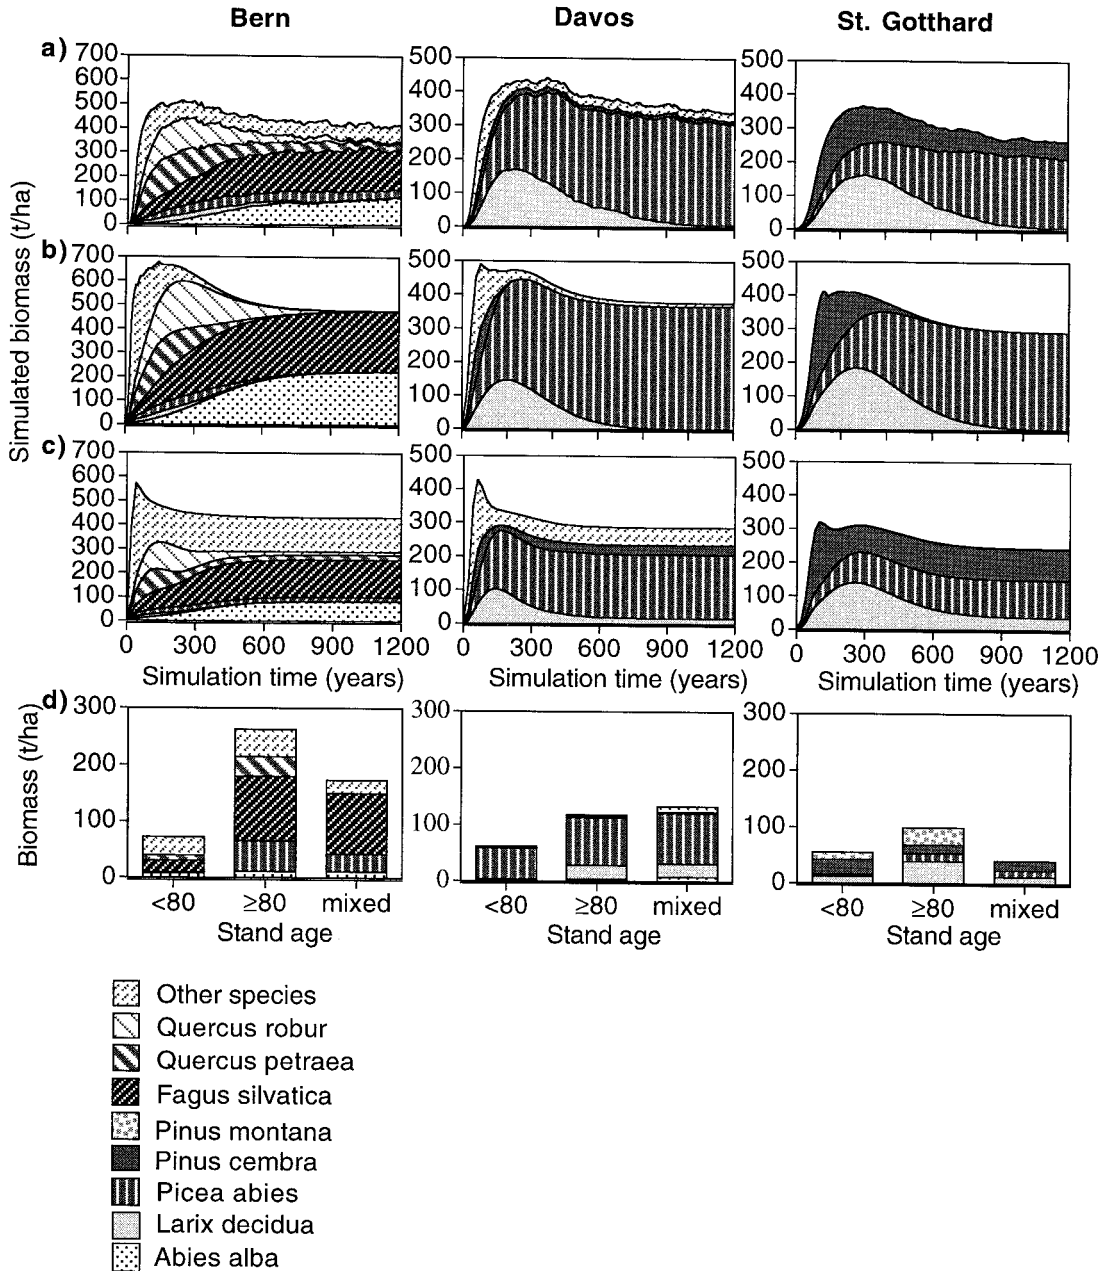 Bern Davos St. Gotthard
a)
700
600
500
400
300
200
100
0
500
400
300
200
100
0
500
400
300
200
100
0
Simulated biomass (t/ha)
b)
700
600
500
400
300
200
100
0
500
400
300
200
100
0
500
400
300
200
100
0
c)
700
600
500
400
300
200
100
0
500
400
300
200
100
0
500
400
300
200
100
0
0 300 600 900 1200
0 300 600 900 1200
0 300 600 900 1200
Simulation time (years)
Simulation time (years)
Simulation time (years)
d)
Biomass (t/ha)
300
200
100
0
300
200
100
0
300
200
100
0
<80 ≥80 mixed
<80 ≥80 mixed
<80 ≥80 mixed
Stand age
Stand age
Stand age
Other species
Quercus robur
Quercus petraea
Fagus silvatica
Pinus montana
Pinus cembra
Picea abies
Larix decidua
Abies alba